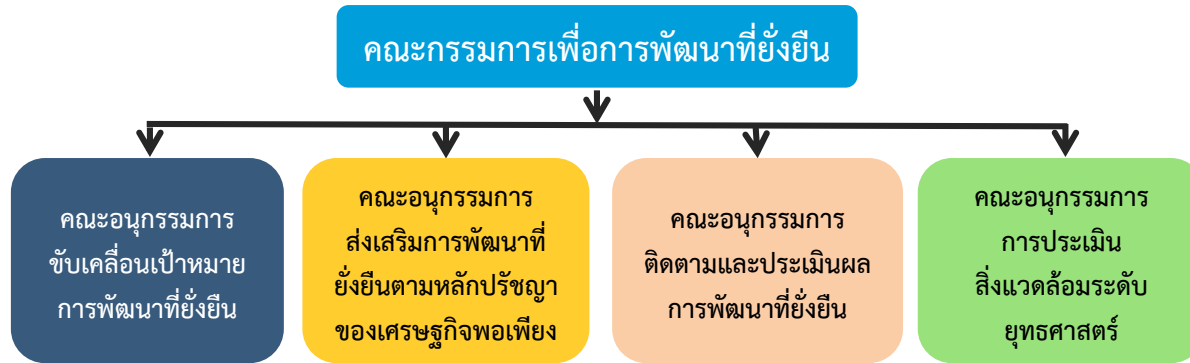 คณะกรรมการเพื่อการพัฒนาที่ยั่งยืน
คณะอนุกรรมการ
ขับเคลื่อนเป้าหมาย
การพัฒนาที่ยั่งยืน
คณะอนุกรรมการ
ส่งเสริมการพัฒนาที่
ยั่งยืนตามหลักปรัชญา
ของเศรษฐกิจพอเพียง
คณะอนุกรรมการ
ติดตามและประเมินผล
การพัฒนาที่ยั่งยืน
คณะอนุกรรมการ
การประเมิน
สิ่งแวดล้อมระดับ
ยุทธศาสตร์